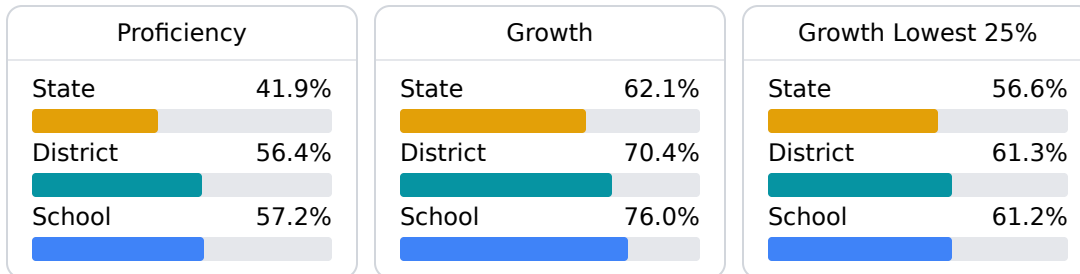 Proficiency
State 41.9%
District 56.4%
School 57.2%
Growth
State 62.1%
District 70.4%
School 76.0%
Growth Lowest 25%
State 56.6%
District 61.3%
School 61.2%